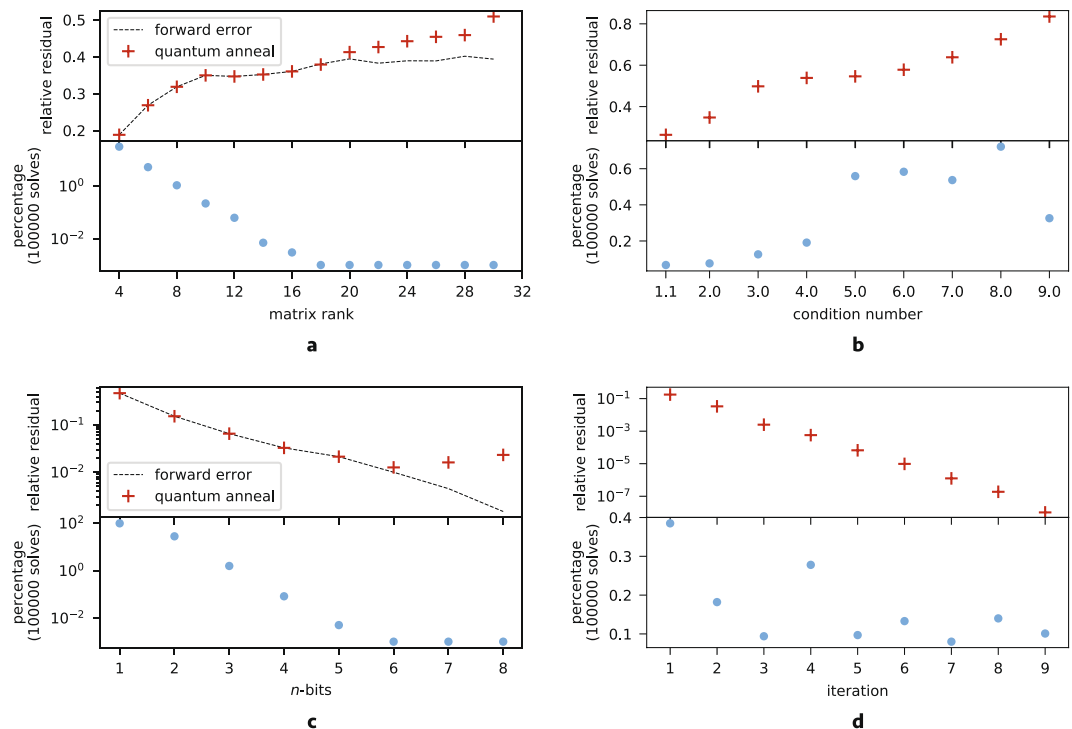 0.5
0.4
0.3
0.2
relative residual
forward error
quantum anneal
10⁰
10⁻²
percentage
(100000 solves)
4 8 12 16 20 24 28 32
matrix rank
a
0.8
0.6
0.4
relative residual
0.6
0.4
0.2
percentage
(100000 solves)
1.1 2.0 3.0 4.0 5.0 6.0 7.0 8.0 9.0
condition number
b
10⁻¹
10⁻²
relative residual
forward error
quantum anneal
10²
10⁰
10⁻²
percentage
(100000 solves)
1 2 3 4 5 6 7 8
n-bits
c
10⁻¹
10⁻³
10⁻⁵
10⁻⁷
relative residual
0.4
0.3
0.2
0.1
percentage
(100000 solves)
1 2 3 4 5 6 7 8 9
iteration
d